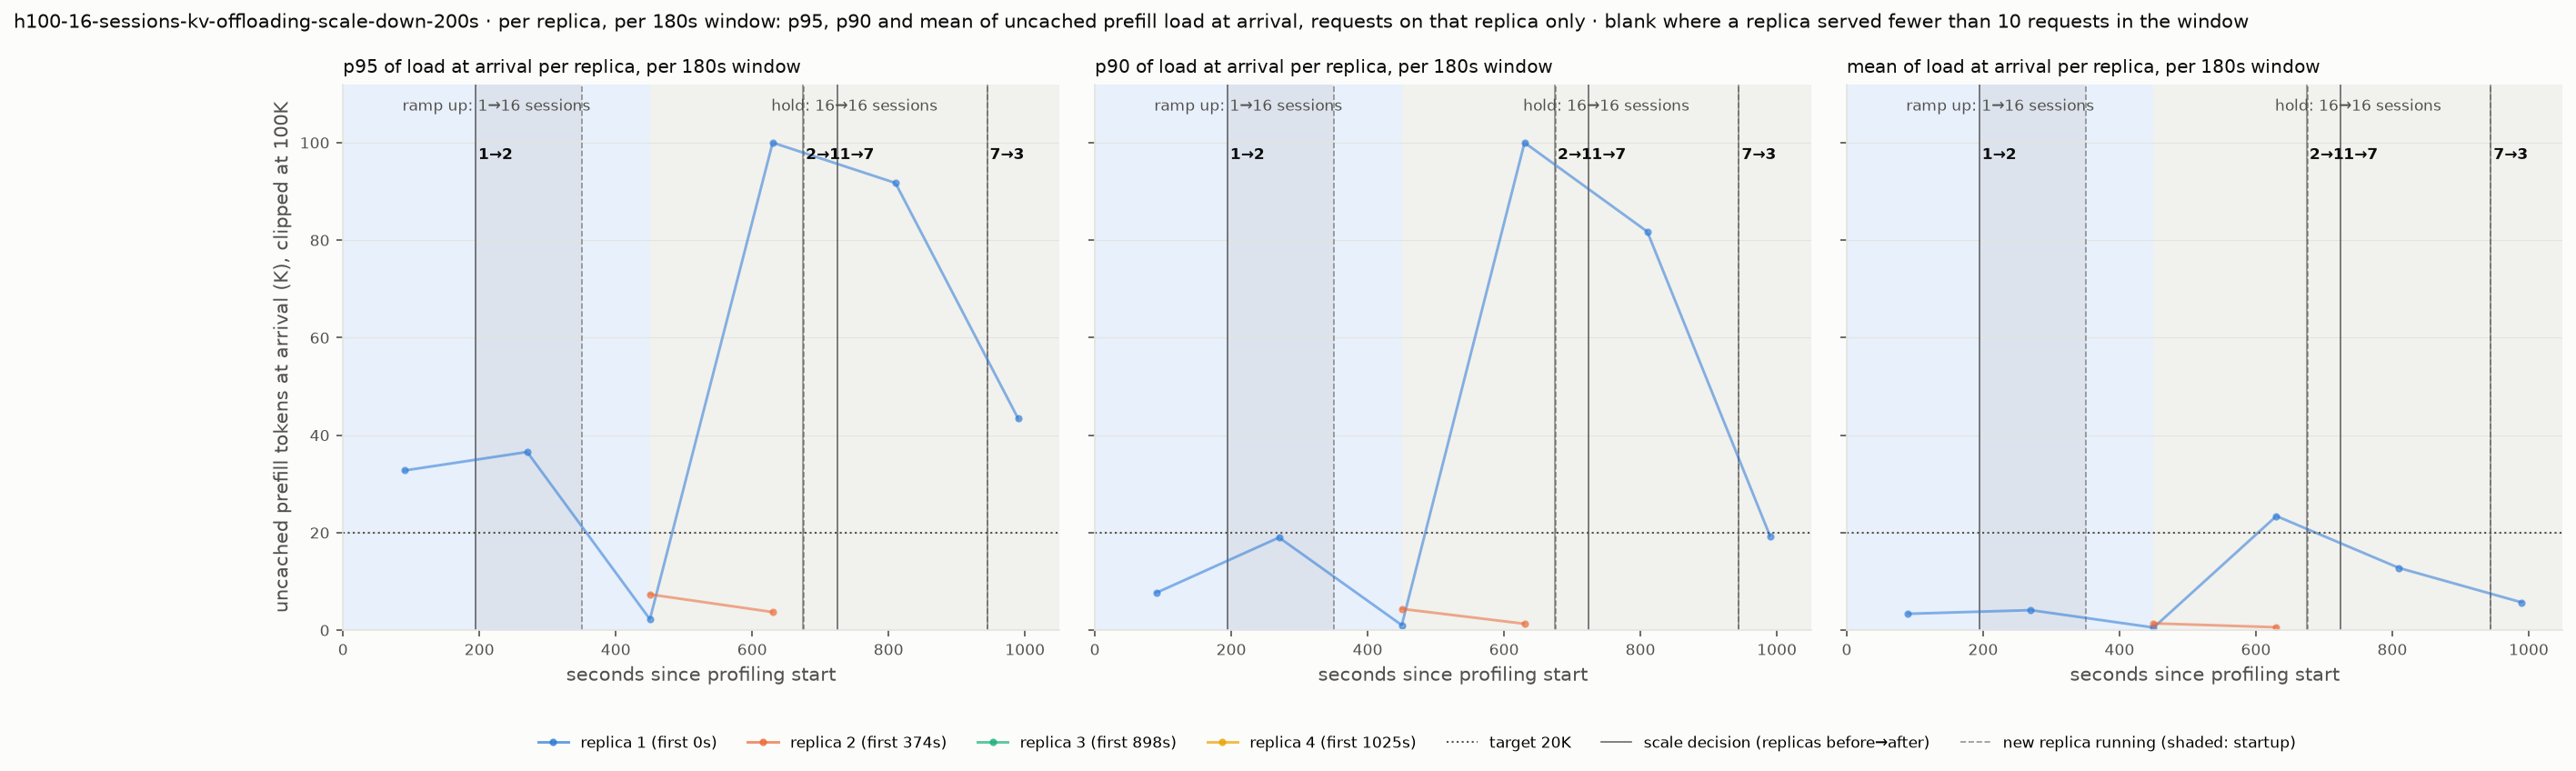 h100-16-sessions-kv-offloading-scale-down-200s · per replica, per 180s window: p95, p90 and mean of uncached prefill load at arrival, requests on that replica only · blank where a replica served fewer than 10 requests in the window
p95 of load at arrival per replica, per 180s window
ramp up: 1→16 sessions
hold: 16→16 sessions
1→2
2→11→7
7→3
uncached prefill tokens at arrival (K), clipped at 100K
100
80
60
40
20
0
0 200 400 600 800 1000
seconds since profiling start
p90 of load at arrival per replica, per 180s window
ramp up: 1→16 sessions
hold: 16→16 sessions
1→2
2→11→7
7→3
0 200 400 600 800 1000
seconds since profiling start
mean of load at arrival per replica, per 180s window
ramp up: 1→16 sessions
hold: 16→16 sessions
1→2
2→11→7
7→3
0 200 400 600 800 1000
seconds since profiling start
replica 1 (first 0s)
replica 2 (first 374s)
replica 3 (first 898s)
replica 4 (first 1025s)
target 20K
scale decision (replicas before→after)
new replica running (shaded: startup)